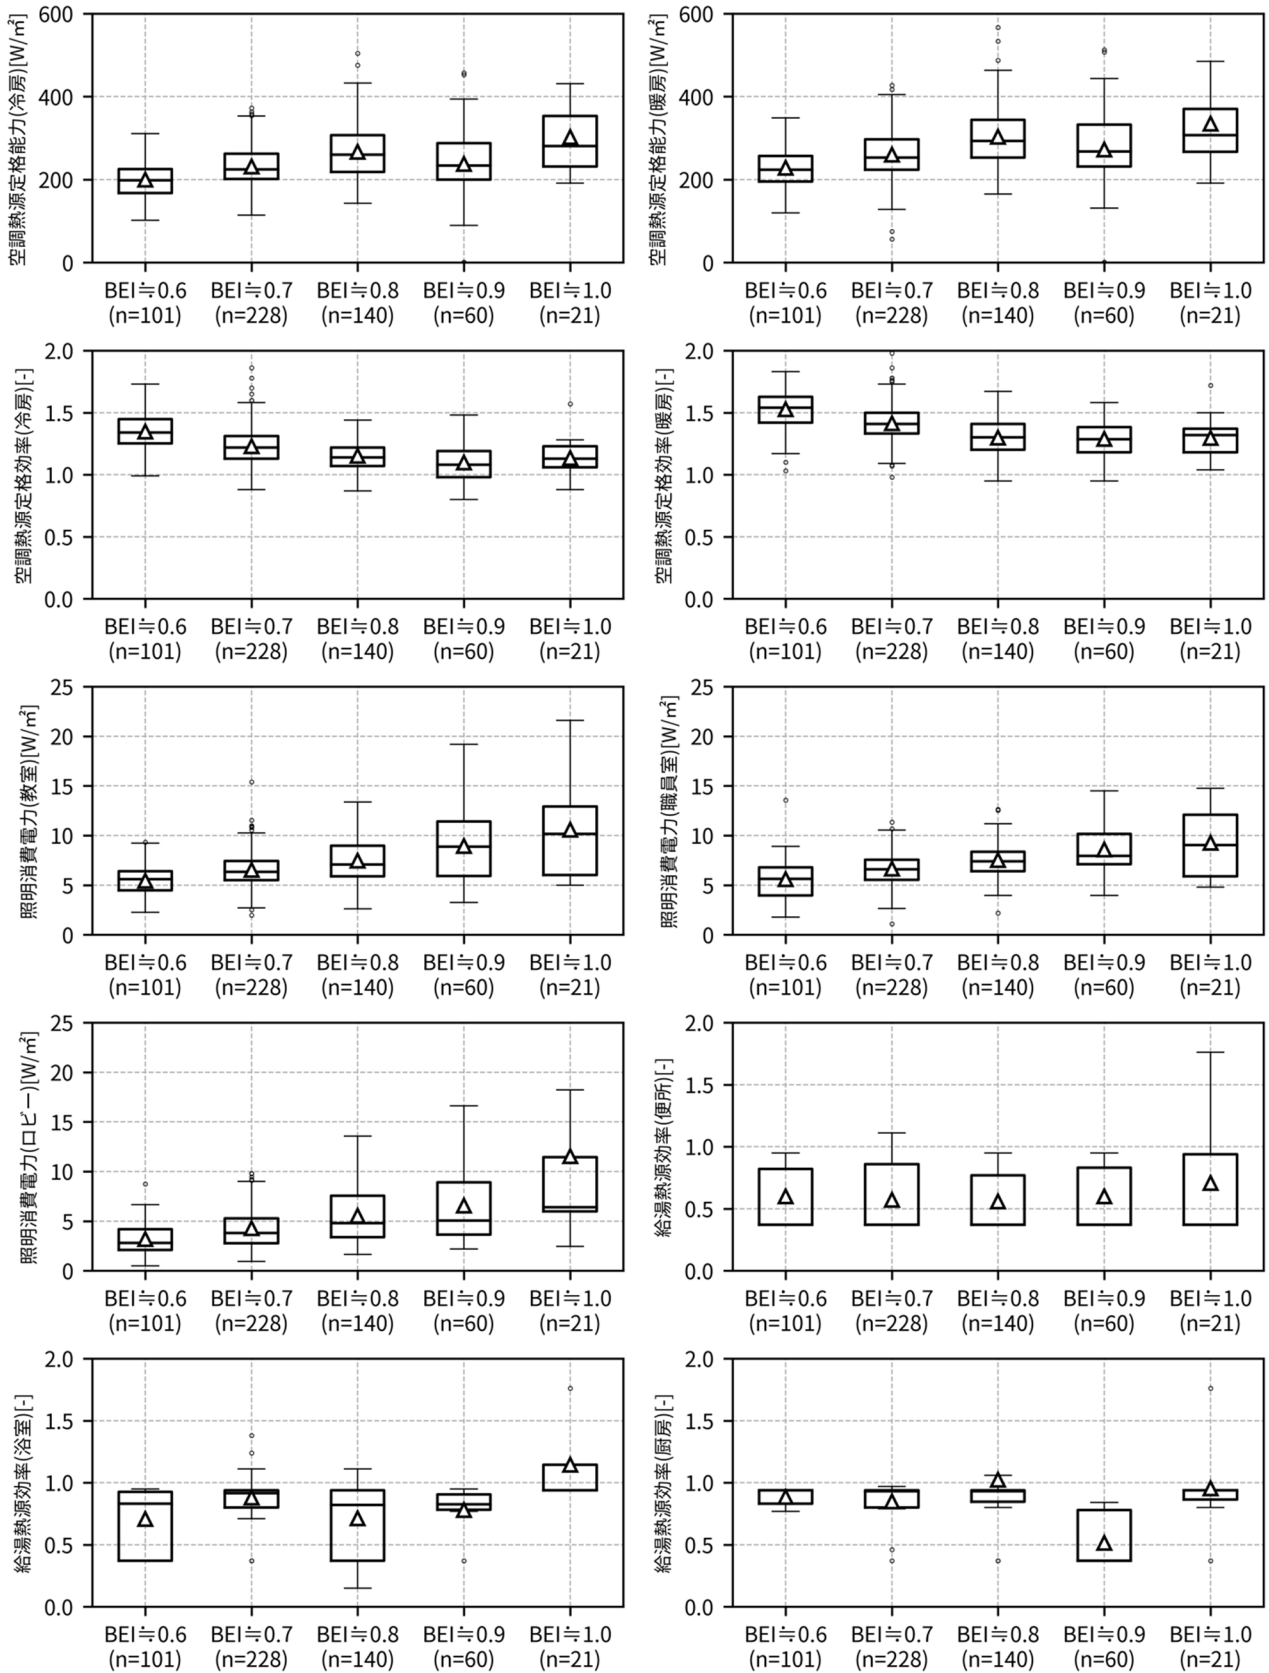 空調熱源定格能力(冷房)[W/㎡]
600
400
200
0
BEI≒0.6 BEI≒0.7 BEI≒0.8 BEI≒0.9 BEI≒1.0
(n=101) (n=228) (n=140) (n=60) (n=21)
空調熱源定格能力(暖房)[W/㎡]
600
400
200
0
BEI≒0.6 BEI≒0.7 BEI≒0.8 BEI≒0.9 BEI≒1.0
(n=101) (n=228) (n=140) (n=60) (n=21)
空調熱源定格効率(冷房)[-]
2.0
1.5
1.0
0.5
0.0
BEI≒0.6 BEI≒0.7 BEI≒0.8 BEI≒0.9 BEI≒1.0
(n=101) (n=228) (n=140) (n=60) (n=21)
空調熱源定格効率(暖房)[-]
2.0
1.5
1.0
0.5
0.0
BEI≒0.6 BEI≒0.7 BEI≒0.8 BEI≒0.9 BEI≒1.0
(n=101) (n=228) (n=140) (n=60) (n=21)
照明消費電力(教室)[W/㎡]
25
20
15
10
5
0
BEI≒0.6 BEI≒0.7 BEI≒0.8 BEI≒0.9 BEI≒1.0
(n=101) (n=228) (n=140) (n=60) (n=21)
照明消費電力(職員室)[W/㎡]
25
20
15
10
5
0
BEI≒0.6 BEI≒0.7 BEI≒0.8 BEI≒0.9 BEI≒1.0
(n=101) (n=228) (n=140) (n=60) (n=21)
照明消費電力(ロビー)[W/㎡]
25
20
15
10
5
0
BEI≒0.6 BEI≒0.7 BEI≒0.8 BEI≒0.9 BEI≒1.0
(n=101) (n=228) (n=140) (n=60) (n=21)
給湯熱源効率(便所)[-]
2.0
1.5
1.0
0.5
0.0
BEI≒0.6 BEI≒0.7 BEI≒0.8 BEI≒0.9 BEI≒1.0
(n=101) (n=228) (n=140) (n=60) (n=21)
給湯熱源効率(浴室)[-]
2.0
1.5
1.0
0.5
0.0
BEI≒0.6 BEI≒0.7 BEI≒0.8 BEI≒0.9 BEI≒1.0
(n=101) (n=228) (n=140) (n=60) (n=21)
給湯熱源効率(厨房)[-]
2.0
1.5
1.0
0.5
0.0
BEI≒0.6 BEI≒0.7 BEI≒0.8 BEI≒0.9 BEI≒1.0
(n=101) (n=228) (n=140) (n=60) (n=21)